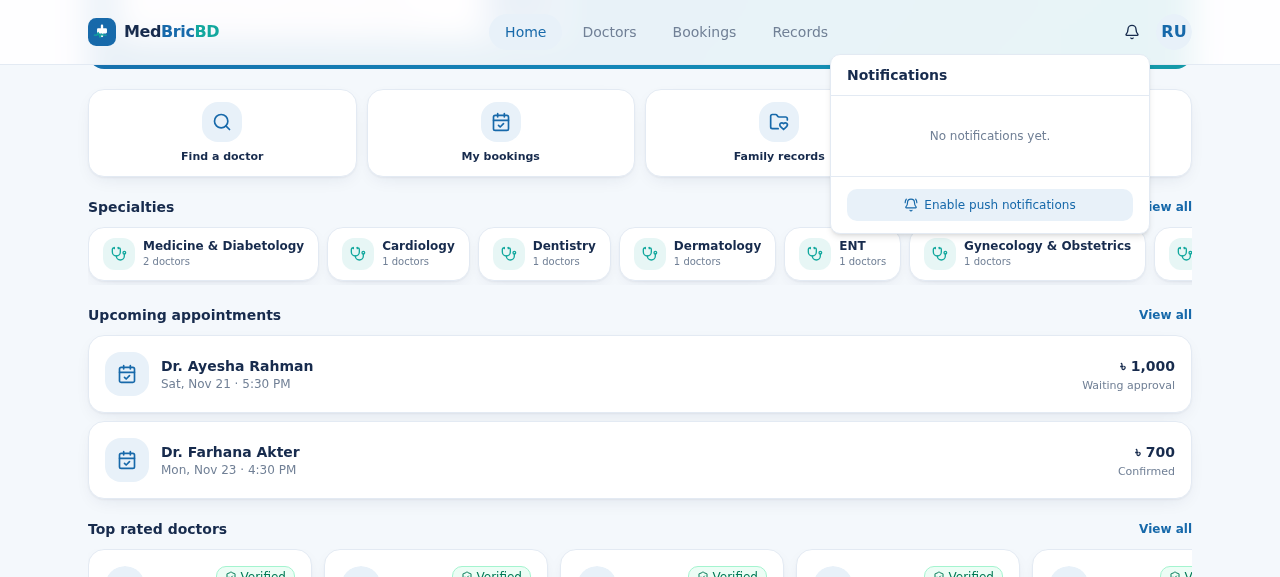 MedBricBD
Home Doctors Bookings Records
RU
Notifications
No notifications yet.
Enable push notifications
Find a doctor
My bookings
Family records
Specialties
Medicine & Diabetology
2 doctors
Cardiology
1 doctors
Dentistry
1 doctors
Dermatology
1 doctors
ENT
1 doctors
Gynecology & Obstetrics
1 doctors
Upcoming appointments View all
Dr. Ayesha Rahman
Sat, Nov 21 · 5:30 PM
৳ 1,000
Waiting approval
Dr. Farhana Akter
Mon, Nov 23 · 4:30 PM
৳ 700
Confirmed
Top rated doctors View all
Verified Verified Verified Verified